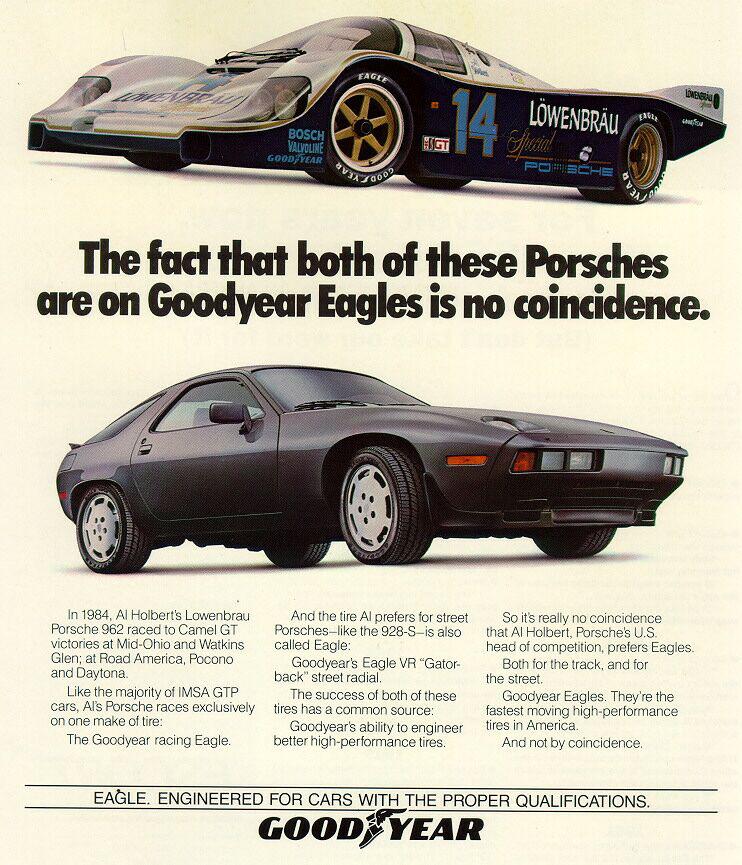 EAGLE
LÖWENBRÄU
14
LÖWENBRÄU
Special
PORSCHE
GT
BOSCH
VALVOLINE
GOODYEAR
GOODYEAR
EAGLE
GOODYEAR
LÖWENBRÄU
Special
GOODYEAR
The fact that both of these Porsches
are on Goodyear Eagles is no coincidence.
In 1984, Al Holbert's Lowenbrau
Porsche 962 raced to Camel GT
victories at Mid-Ohio and Watkins
Glen; at Road America, Pocono
and Daytona.
Like the majority of IMSA GTP
cars, Al's Porsche races exclusively
on one make of tire:
The Goodyear racing Eagle.
And the tire Al prefers for street
Porsches—like the 928-S—is also
called Eagle:
Goodyear's Eagle VR "Gator-
back" street radial.
The success of both of these
tires has a common source:
Goodyear's ability to engineer
better high-performance tires.
So it's really no coincidence
that Al Holbert, Porsche's U.S.
head of competition, prefers Eagles.
Both for the track, and for
the street.
Goodyear Eagles. They're the
fastest moving high-performance
tires in America.
And not by coincidence.
EAGLE. ENGINEERED FOR CARS WITH THE PROPER QUALIFICATIONS.
GOODYEAR